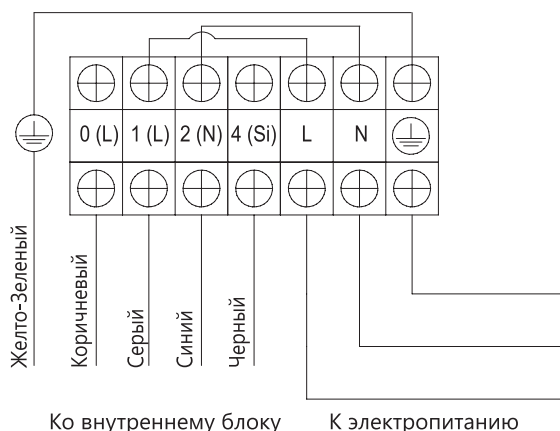 0 (L) 1 (L) 2 (N) 4 (Si) L N
Желто-Зеленый
Коричневый
Серый
Синий
Черный
Ко внутреннему блоку
К электропитанию